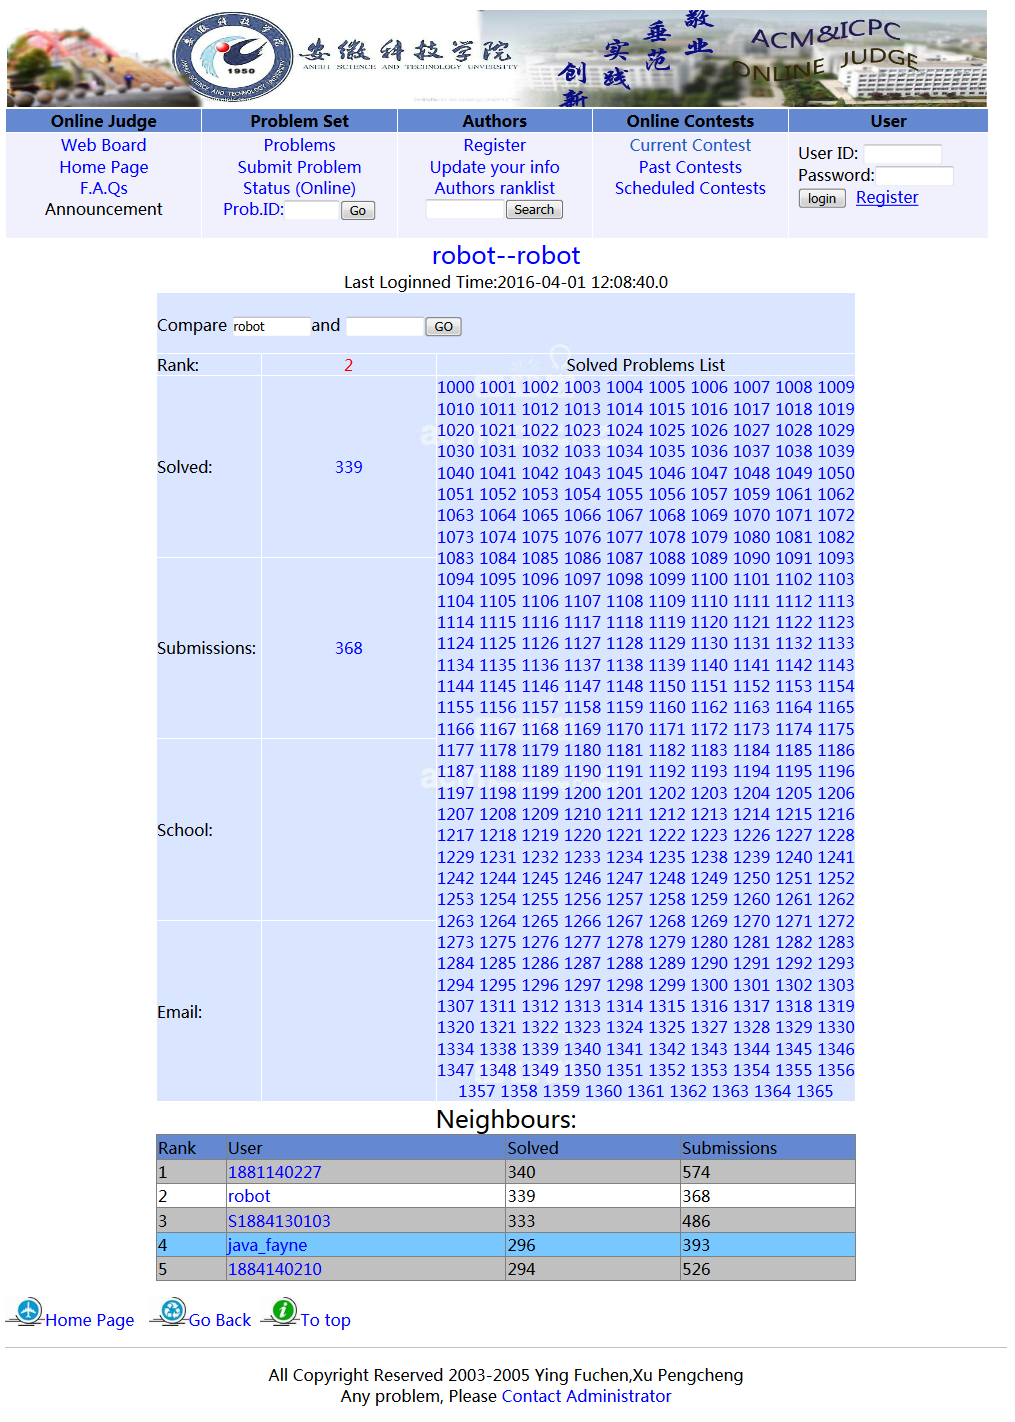 1950
安徽科技学院
ANHUI SCIENCE AND TECHNOLOGY UNIVERSITY
敬业
垂范
实践
创新
ACM&ICPC
ONLINE JUDGE
Online Judge Problem Set Authors Online Contests User
Web Board
Home Page
F.A.Qs
Announcement
Problems
Submit Problem
Status (Online)
Prob.ID: Go
Register
Update your info
Authors ranklist
Search
Current Contest
Past Contests
Scheduled Contests
User ID:
Password:
login Register
robot--robot
Last Loginned Time:2016-04-01 12:08:40.0
Compare robot and GO
Rank: 2 Solved Problems List
Solved: 339
Submissions: 368
School:
Email:
1000 1001 1002 1003 1004 1005 1006 1007 1008 1009
1010 1011 1012 1013 1014 1015 1016 1017 1018 1019
1020 1021 1022 1023 1024 1025 1026 1027 1028 1029
1030 1031 1032 1033 1034 1035 1036 1037 1038 1039
1040 1041 1042 1043 1045 1046 1047 1048 1049 1050
1051 1052 1053 1054 1055 1056 1057 1059 1061 1062
1063 1064 1065 1066 1067 1068 1069 1070 1071 1072
1073 1074 1075 1076 1077 1078 1079 1080 1081 1082
1083 1084 1085 1086 1087 1088 1089 1090 1091 1093
1094 1095 1096 1097 1098 1099 1100 1101 1102 1103
1104 1105 1106 1107 1108 1109 1110 1111 1112 1113
1114 1115 1116 1117 1118 1119 1120 1121 1122 1123
1124 1125 1126 1127 1128 1129 1130 1131 1132 1133
1134 1135 1136 1137 1138 1139 1140 1141 1142 1143
1144 1145 1146 1147 1148 1150 1151 1152 1153 1154
1155 1156 1157 1158 1159 1160 1162 1163 1164 1165
1166 1167 1168 1169 1170 1171 1172 1173 1174 1175
1177 1178 1179 1180 1181 1182 1183 1184 1185 1186
1187 1188 1189 1190 1191 1192 1193 1194 1195 1196
1197 1198 1199 1200 1201 1202 1203 1204 1205 1206
1207 1208 1209 1210 1211 1212 1213 1214 1215 1216
1217 1218 1219 1220 1221 1222 1223 1226 1227 1228
1229 1231 1232 1233 1234 1235 1238 1239 1240 1241
1242 1244 1245 1246 1247 1248 1249 1250 1251 1252
1253 1254 1255 1256 1257 1258 1259 1260 1261 1262
1263 1264 1265 1266 1267 1268 1269 1270 1271 1272
1273 1275 1276 1277 1278 1279 1280 1281 1282 1283
1284 1285 1286 1287 1288 1289 1290 1291 1292 1293
1294 1295 1296 1297 1298 1299 1300 1301 1302 1303
1307 1311 1312 1313 1314 1315 1316 1317 1318 1319
1320 1321 1322 1323 1324 1325 1327 1328 1329 1330
1334 1338 1339 1340 1341 1342 1343 1344 1345 1346
1347 1348 1349 1350 1351 1352 1353 1354 1355 1356
1357 1358 1359 1360 1361 1362 1363 1364 1365
Neighbours:
Rank User Solved Submissions
1 1881140227 340 574
2 robot 339 368
3 S1884130103 333 486
4 java_fayne 296 393
5 1884140210 294 526
Home Page Go Back To top
All Copyright Reserved 2003-2005 Ying Fuchen,Xu Pengcheng
Any problem, Please Contact Administrator